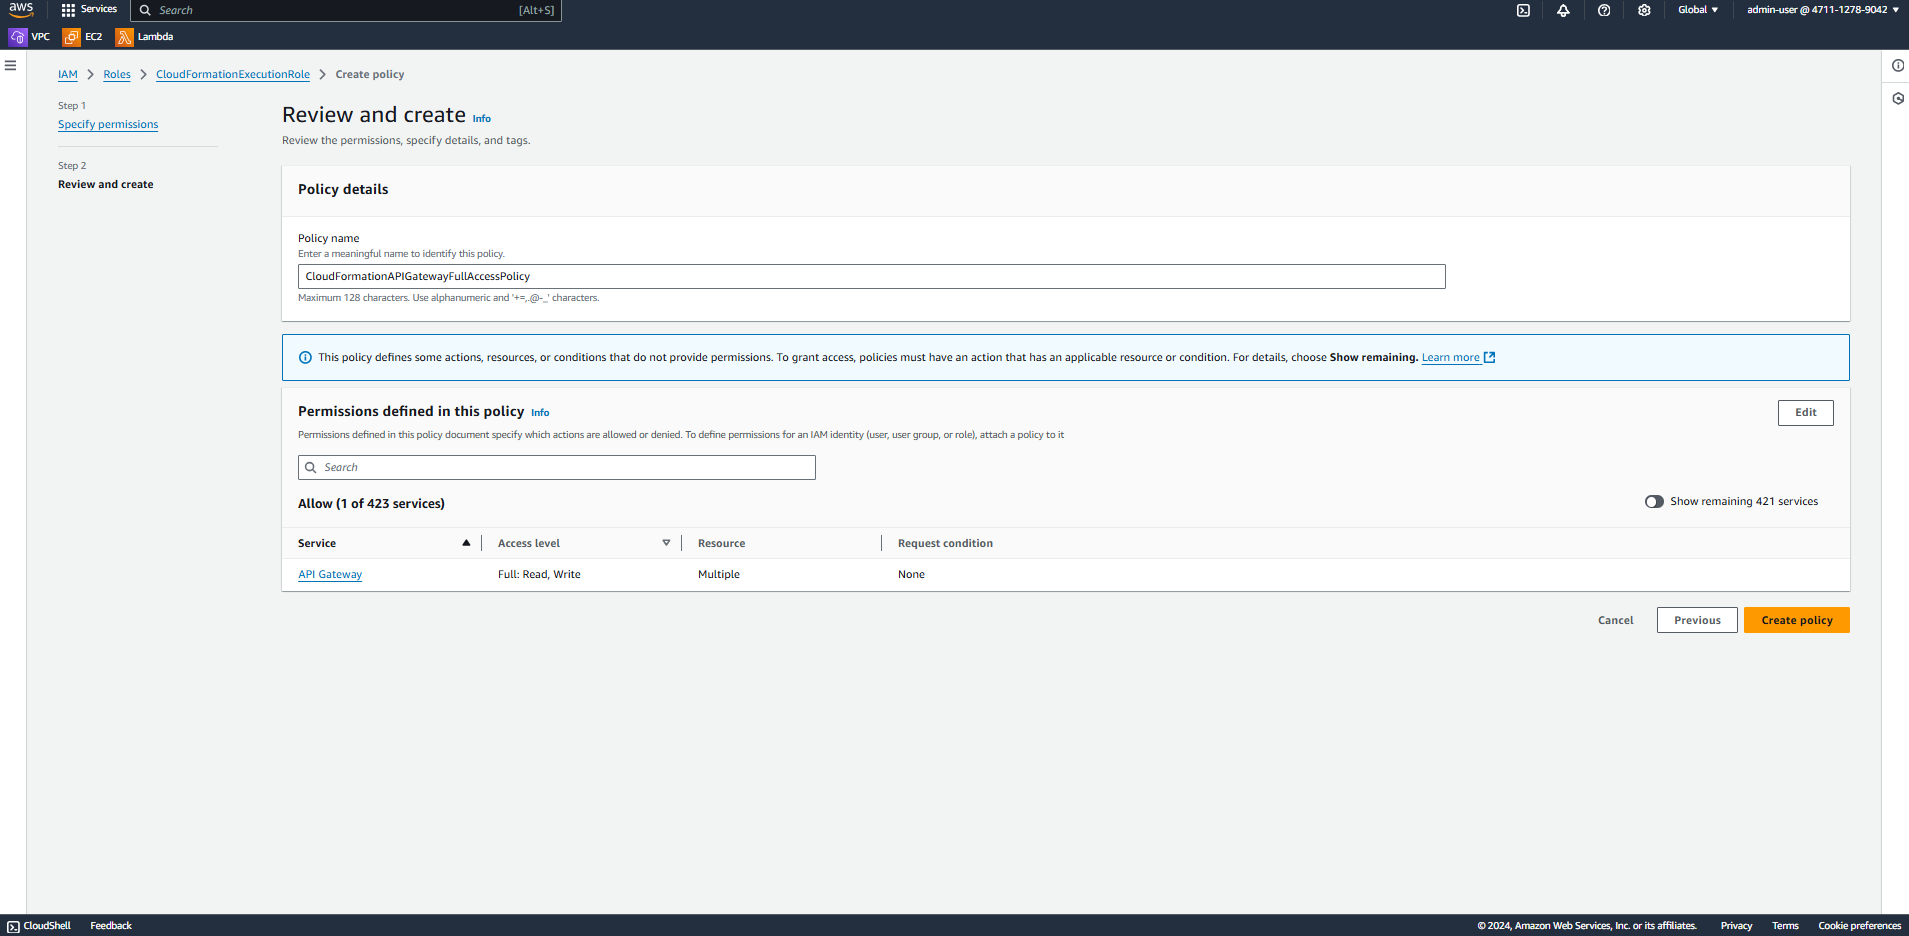 aws
Services
Search
[Alt+S]
Global
admin-user @ 4711-1278-9042
VPC
EC2
Lambda
IAM
Roles
CloudFormationExecutionRole
Create policy
Step 1
Specify permissions
Step 2
Review and create
Review and create Info
Review the permissions, specify details, and tags.
Policy details
Policy name
Enter a meaningful name to identify this policy.
CloudFormationAPIGatewayFullAccessPolicy
Maximum 128 characters. Use alphanumeric and '+=,.@-_' characters.
This policy defines some actions, resources, or conditions that do not provide permissions. To grant access, policies must have an action that has an applicable resource or condition. For details, choose Show remaining. Learn more
Permissions defined in this policy Info
Edit
Permissions defined in this policy document specify which actions are allowed or denied. To define permissions for an IAM identity (user, user group, or role), attach a policy to it
Search
Allow (1 of 423 services)
Show remaining 421 services
Service
Access level
Resource
Request condition
API Gateway
Full: Read, Write
Multiple
None
Cancel
Previous
Create policy
CloudShell
Feedback
© 2024, Amazon Web Services, Inc. or its affiliates.
Privacy
Terms
Cookie preferences